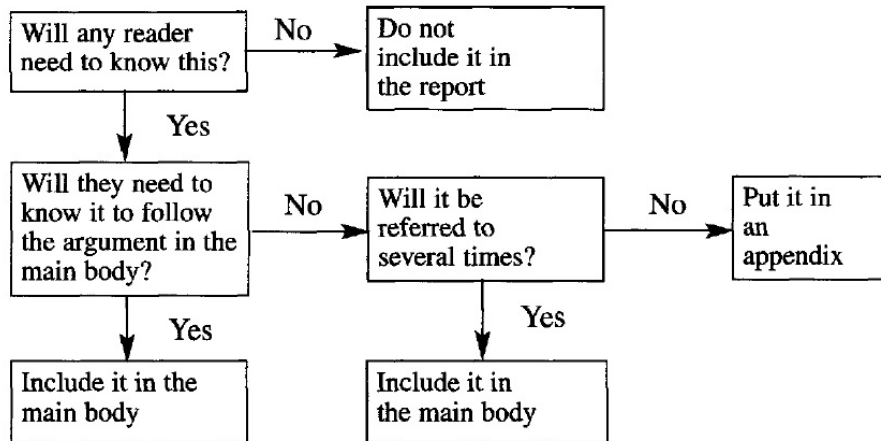 Will any reader
need to know this?
No
Do not
include it in
the report
Yes
Will they need to
know it to follow
the argument in the
main body?
No
Will it be
referred to
several times?
No
Put it in
an
appendix
Yes
Yes
Include it in the
main body
Include it in
the main body